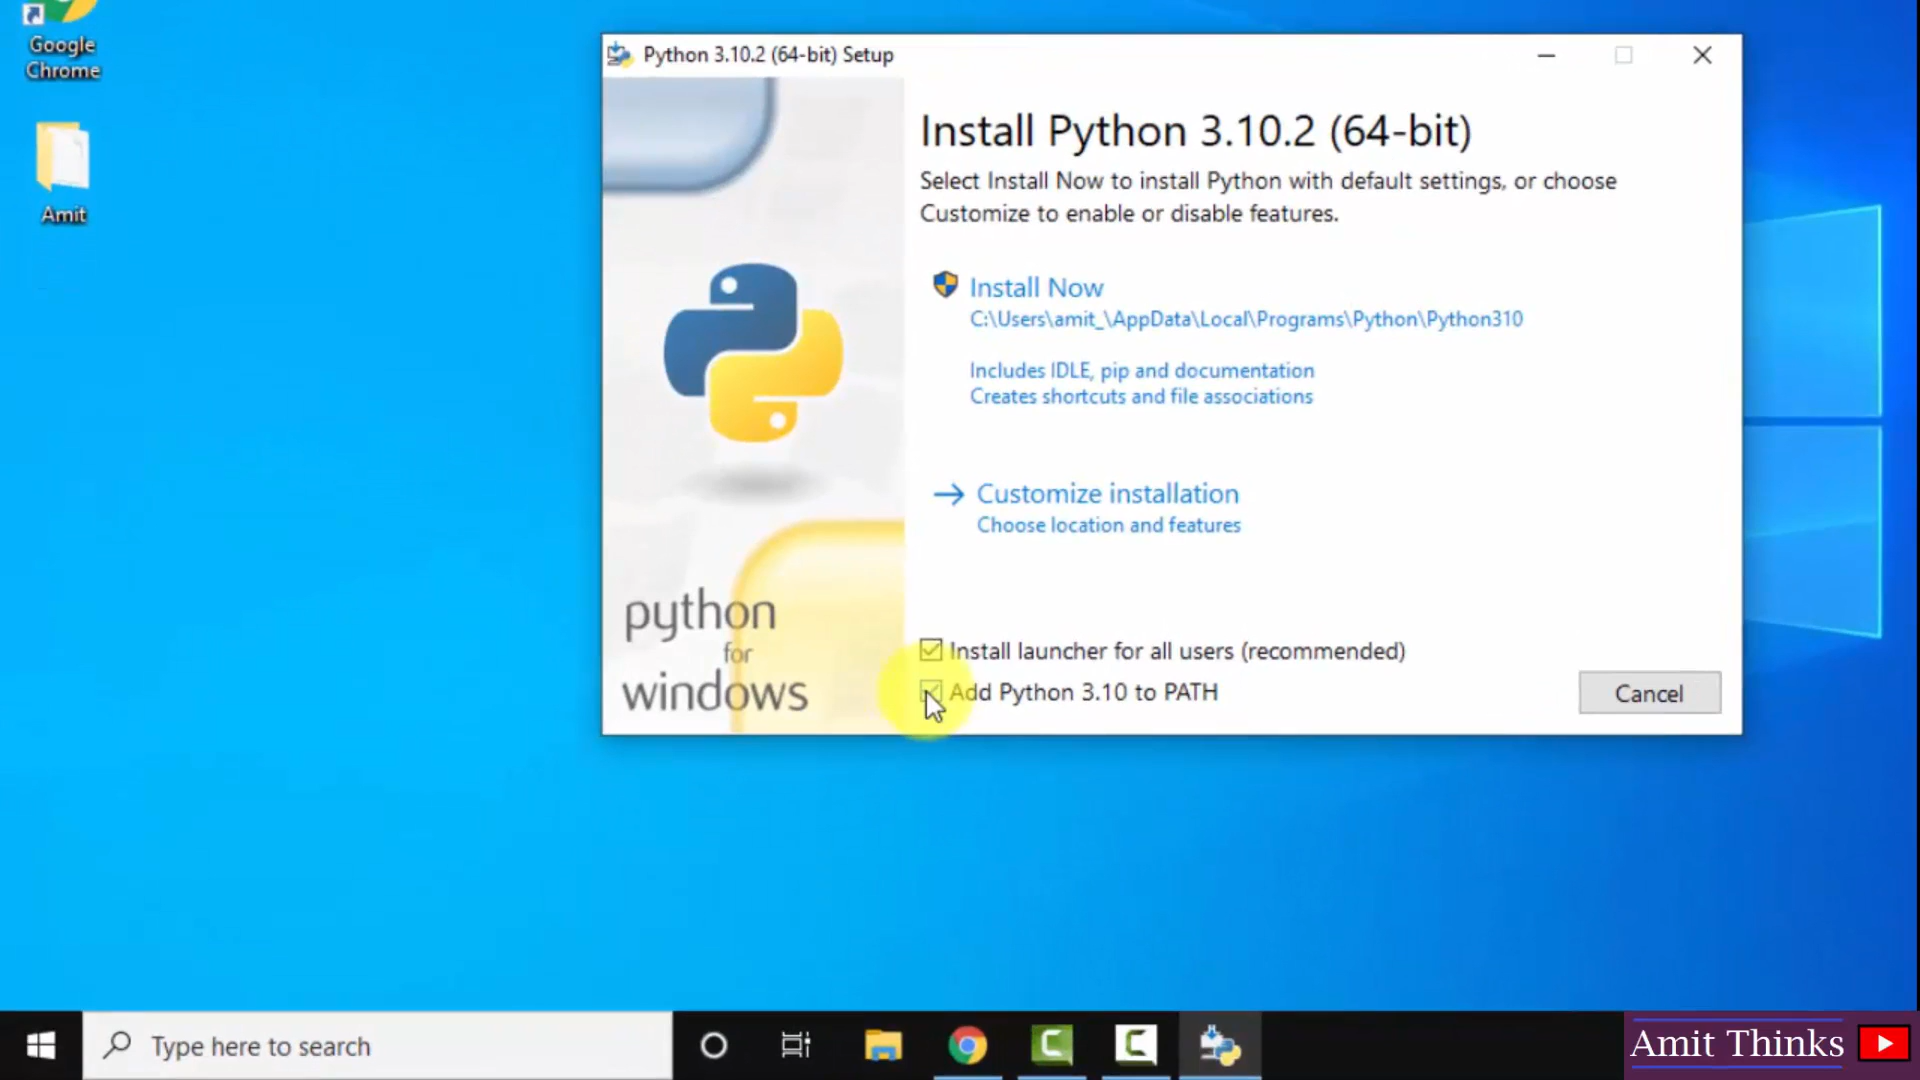 Google
Chrome
Amit
Python 3.10.2 (64-bit) Setup
Install Python 3.10.2 (64-bit)
Select Install Now to install Python with default settings, or choose
Customize to enable or disable features.
Install Now
C:\Users\amit_\AppData\Local\Programs\Python\Python310
Includes IDLE, pip and documentation
Creates shortcuts and file associations
Customize installation
Choose location and features
python
for
windows
Install launcher for all users (recommended)
Add Python 3.10 to PATH
Cancel
Type here to search
Amit Thinks